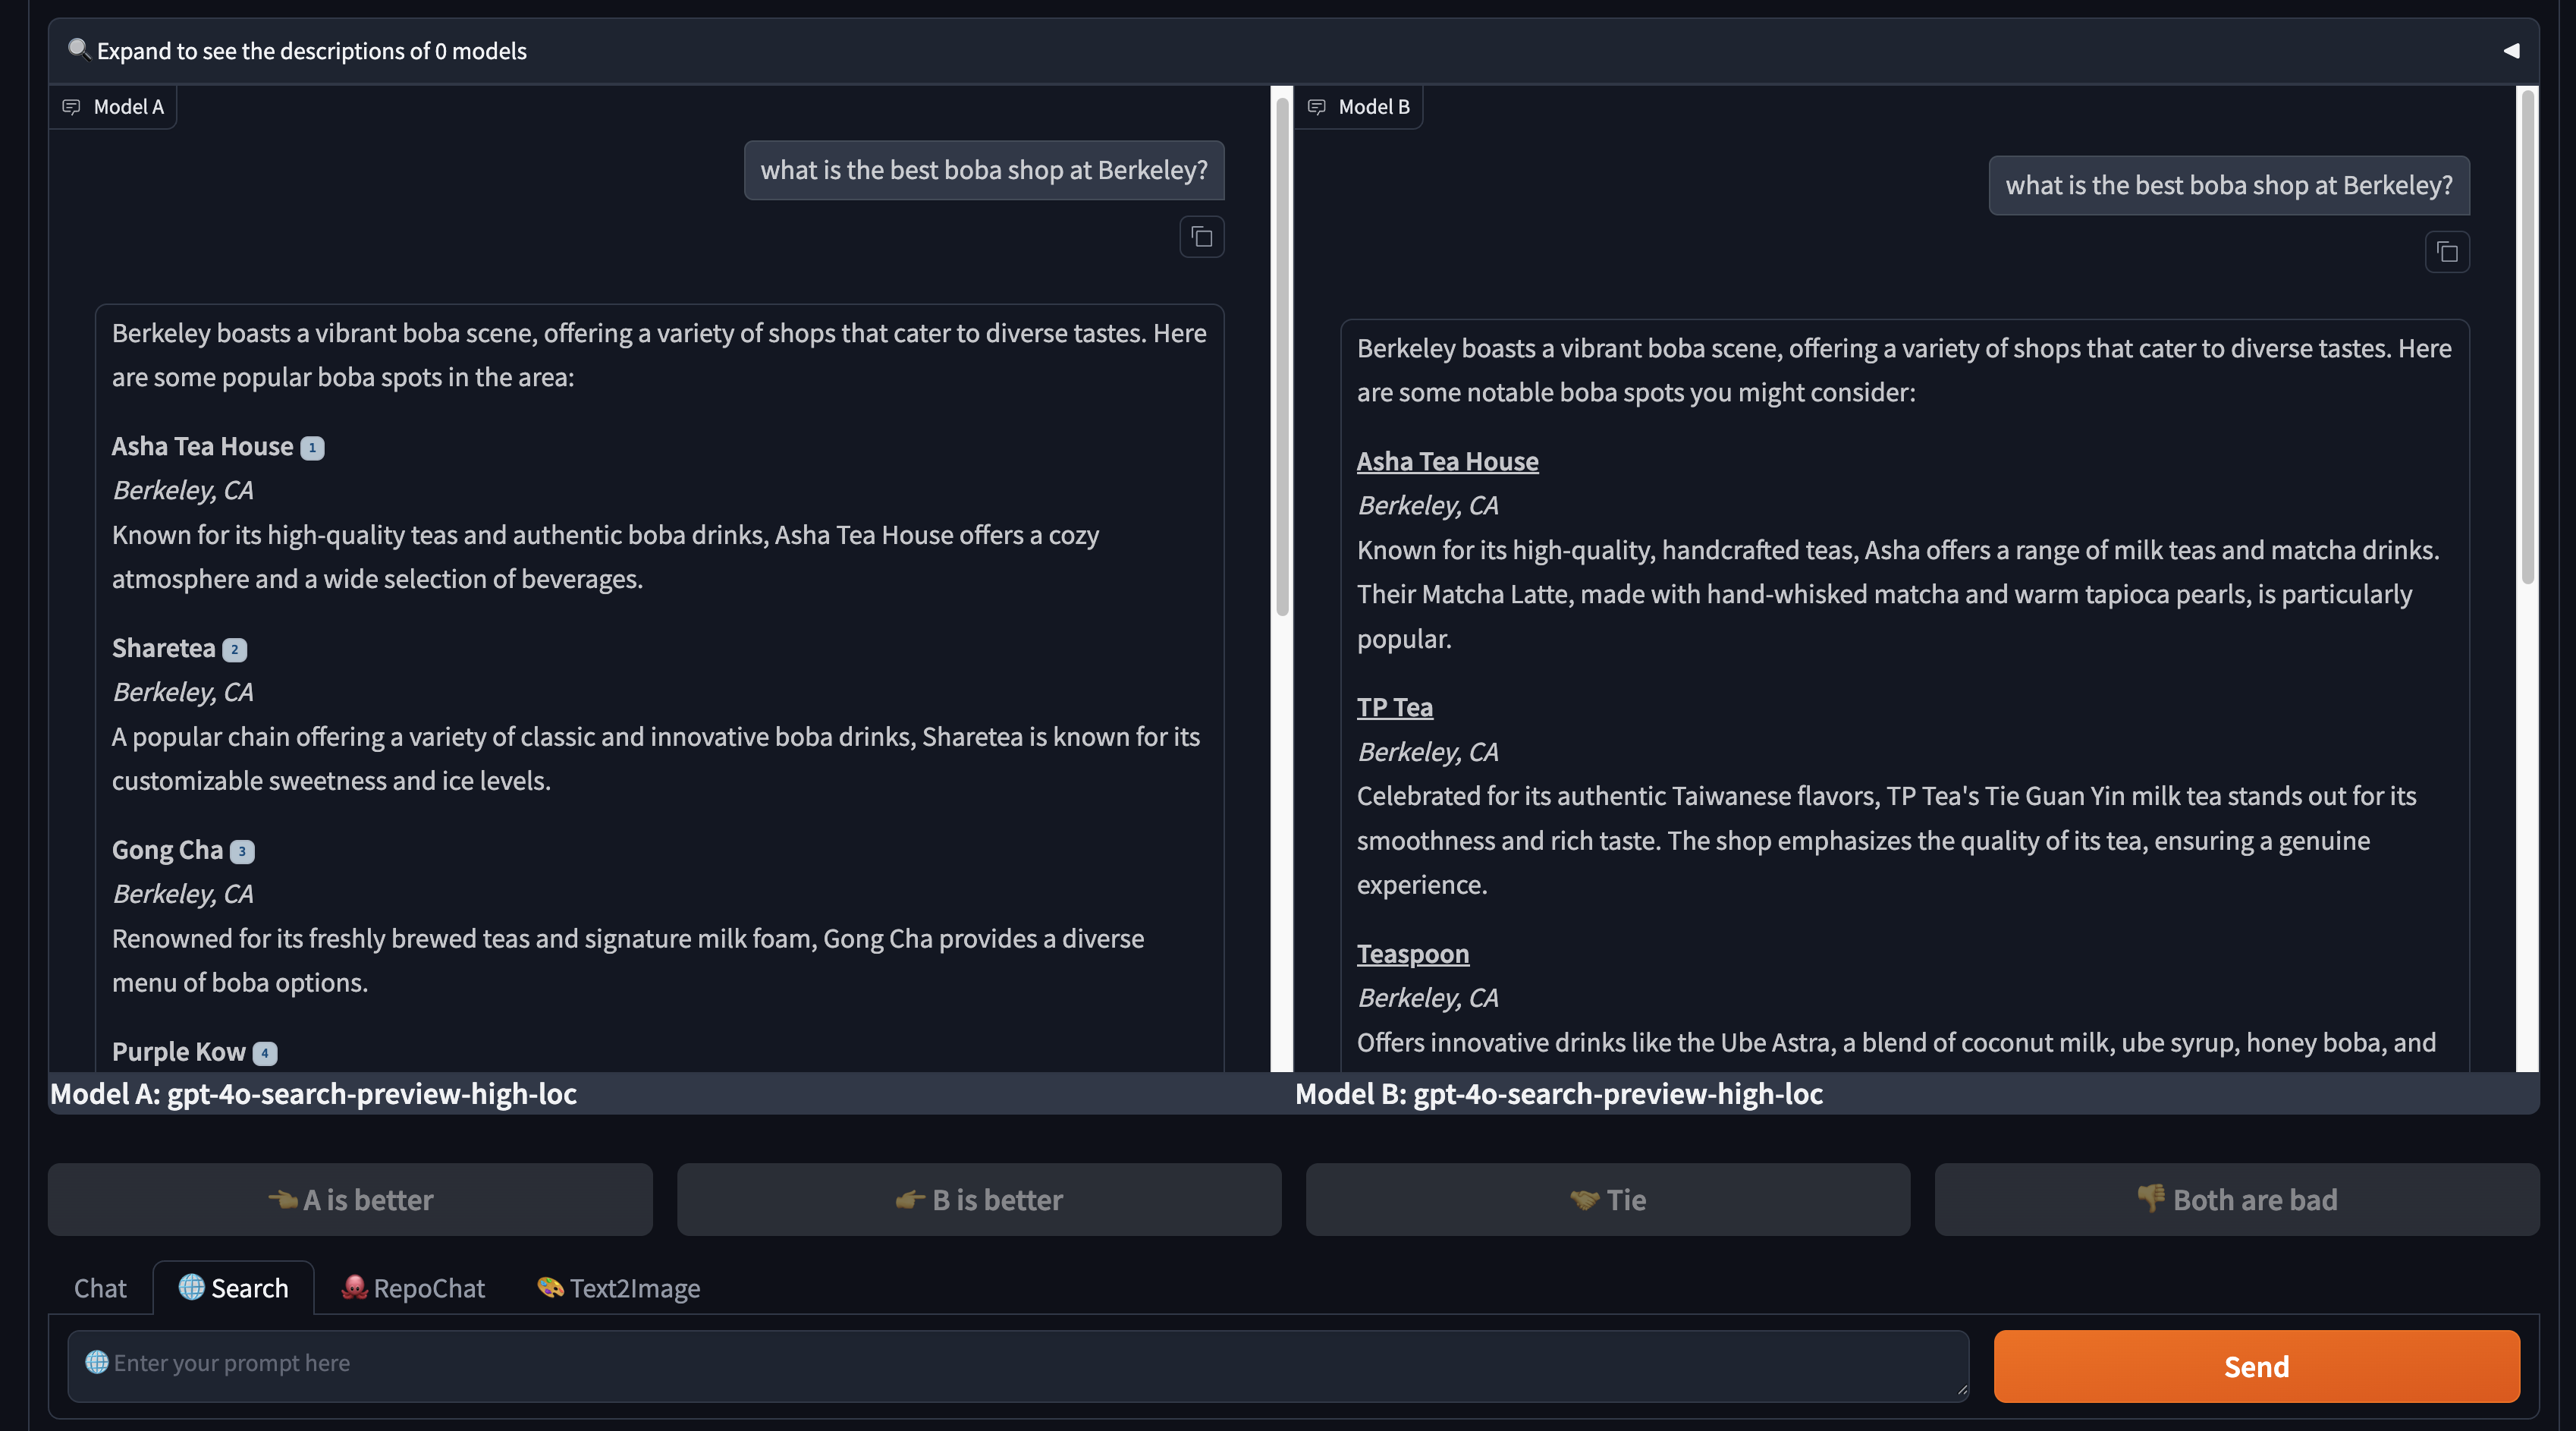 🔍 Expand to see the descriptions of 0 models
Model A
what is the best boba shop at Berkeley?
Berkeley boasts a vibrant boba scene, offering a variety of shops that cater to diverse tastes. Here
are some popular boba spots in the area:
Asha Tea House 1
Berkeley, CA
Known for its high-quality teas and authentic boba drinks, Asha Tea House offers a cozy
atmosphere and a wide selection of beverages.
Sharetea 2
Berkeley, CA
A popular chain offering a variety of classic and innovative boba drinks, Sharetea is known for its
customizable sweetness and ice levels.
Gong Cha 3
Berkeley, CA
Renowned for its freshly brewed teas and signature milk foam, Gong Cha provides a diverse
menu of boba options.
Purple Kow 4
Model A: gpt-4o-search-preview-high-loc
Model B
what is the best boba shop at Berkeley?
Berkeley boasts a vibrant boba scene, offering a variety of shops that cater to diverse tastes. Here
are some notable boba spots you might consider:
Asha Tea House
Berkeley, CA
Known for its high-quality, handcrafted teas, Asha offers a range of milk teas and matcha drinks.
Their Matcha Latte, made with hand-whisked matcha and warm tapioca pearls, is particularly
popular.
TP Tea
Berkeley, CA
Celebrated for its authentic Taiwanese flavors, TP Tea's Tie Guan Yin milk tea stands out for its
smoothness and rich taste. The shop emphasizes the quality of its tea, ensuring a genuine
experience.
Teaspoon
Berkeley, CA
Offers innovative drinks like the Ube Astra, a blend of coconut milk, ube syrup, honey boba, and
Model B: gpt-4o-search-preview-high-loc
👈 A is better
👉 B is better
🤝 Tie
👎 Both are bad
Chat
🌐 Search
🐙 RepoChat
🎨 Text2Image
🌐 Enter your prompt here
Send